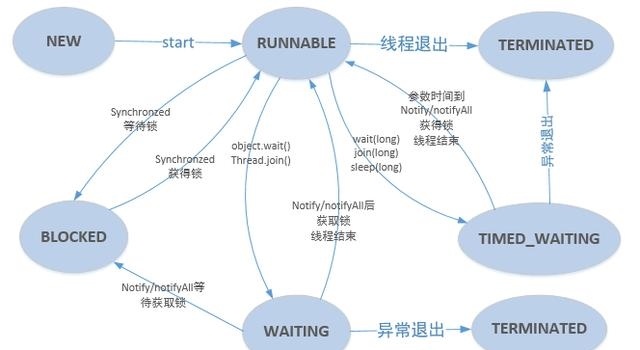 NEW
start
RUNNABLE
线程退出
TERMINATED
Synchronzed
等待锁
Synchronzed
获得锁
object.wait()
Thread.join()
wait(long)
join(long)
sleep(long)
参数时间到
Notify/notifyAll
获得锁
线程结束
异常退出
Notify/notifyAll后
获取锁
线程结束
BLOCKED
TIMED_WAITING
Notify/notifyAll等
待获取锁
WAITING
异常退出
TERMINATED